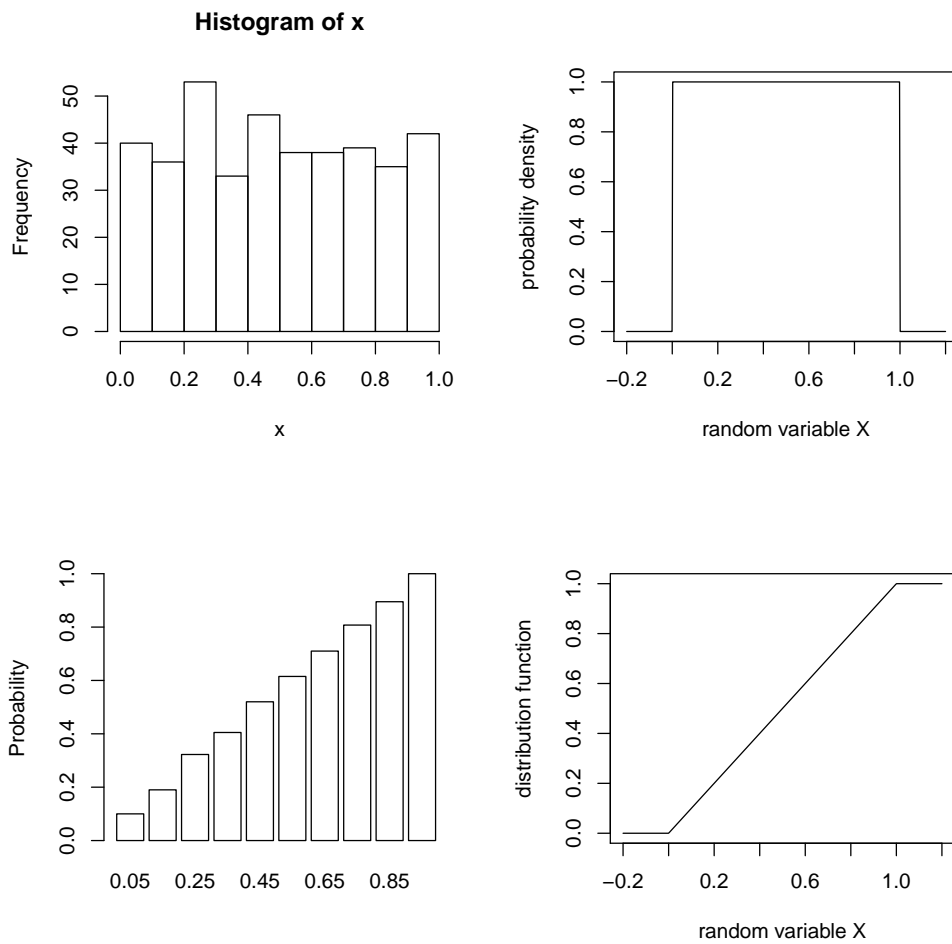 Histogram of x
Frequency
0 10 20 30 40 50
0.0 0.2 0.4 0.6 0.8 1.0
x
probability density
0.0 0.2 0.4 0.6 0.8 1.0
−0.2 0.2 0.6 1.0
random variable X
Probability
0.0 0.2 0.4 0.6 0.8 1.0
0.05 0.25 0.45 0.65 0.85
distribution function
0.0 0.2 0.4 0.6 0.8 1.0
−0.2 0.2 0.6 1.0
random variable X